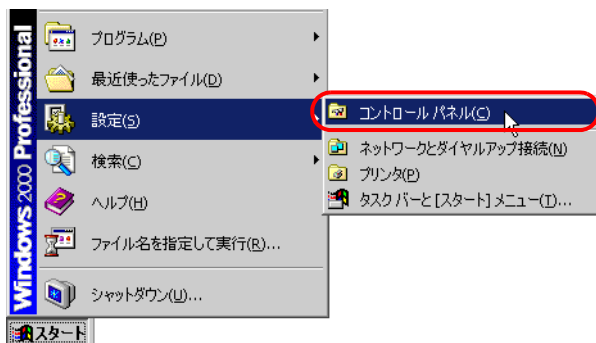 Windows 2000 Professional
プログラム(P)
最近使ったファイル(D)
設定(S)
検索(C)
ヘルプ(H)
ファイル名を指定して実行(R)...
シャットダウン(U)...
コントロール パネル(C)
ネットワークとダイヤルアップ接続(N)
プリンタ(P)
タスク バーと [スタート] メニュー(T)...
スタート